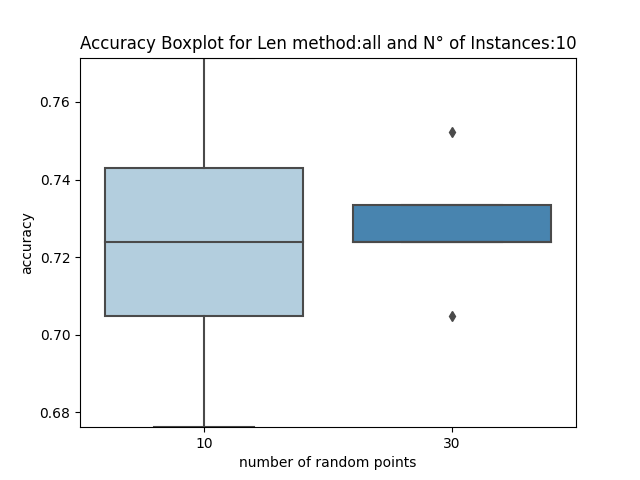 Accuracy Boxplot for Len method:all and N° of Instances:10
0.76
0.74
0.72
0.70
0.68
accuracy
10
30
number of random points